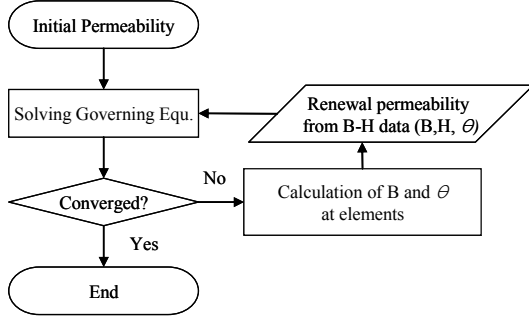 Initial Permeability
Solving Governing Equ.
Renewal permeability
from B-H data (B,H, θ)
Converged?
No
Calculation of B and θ
at elements
Yes
End